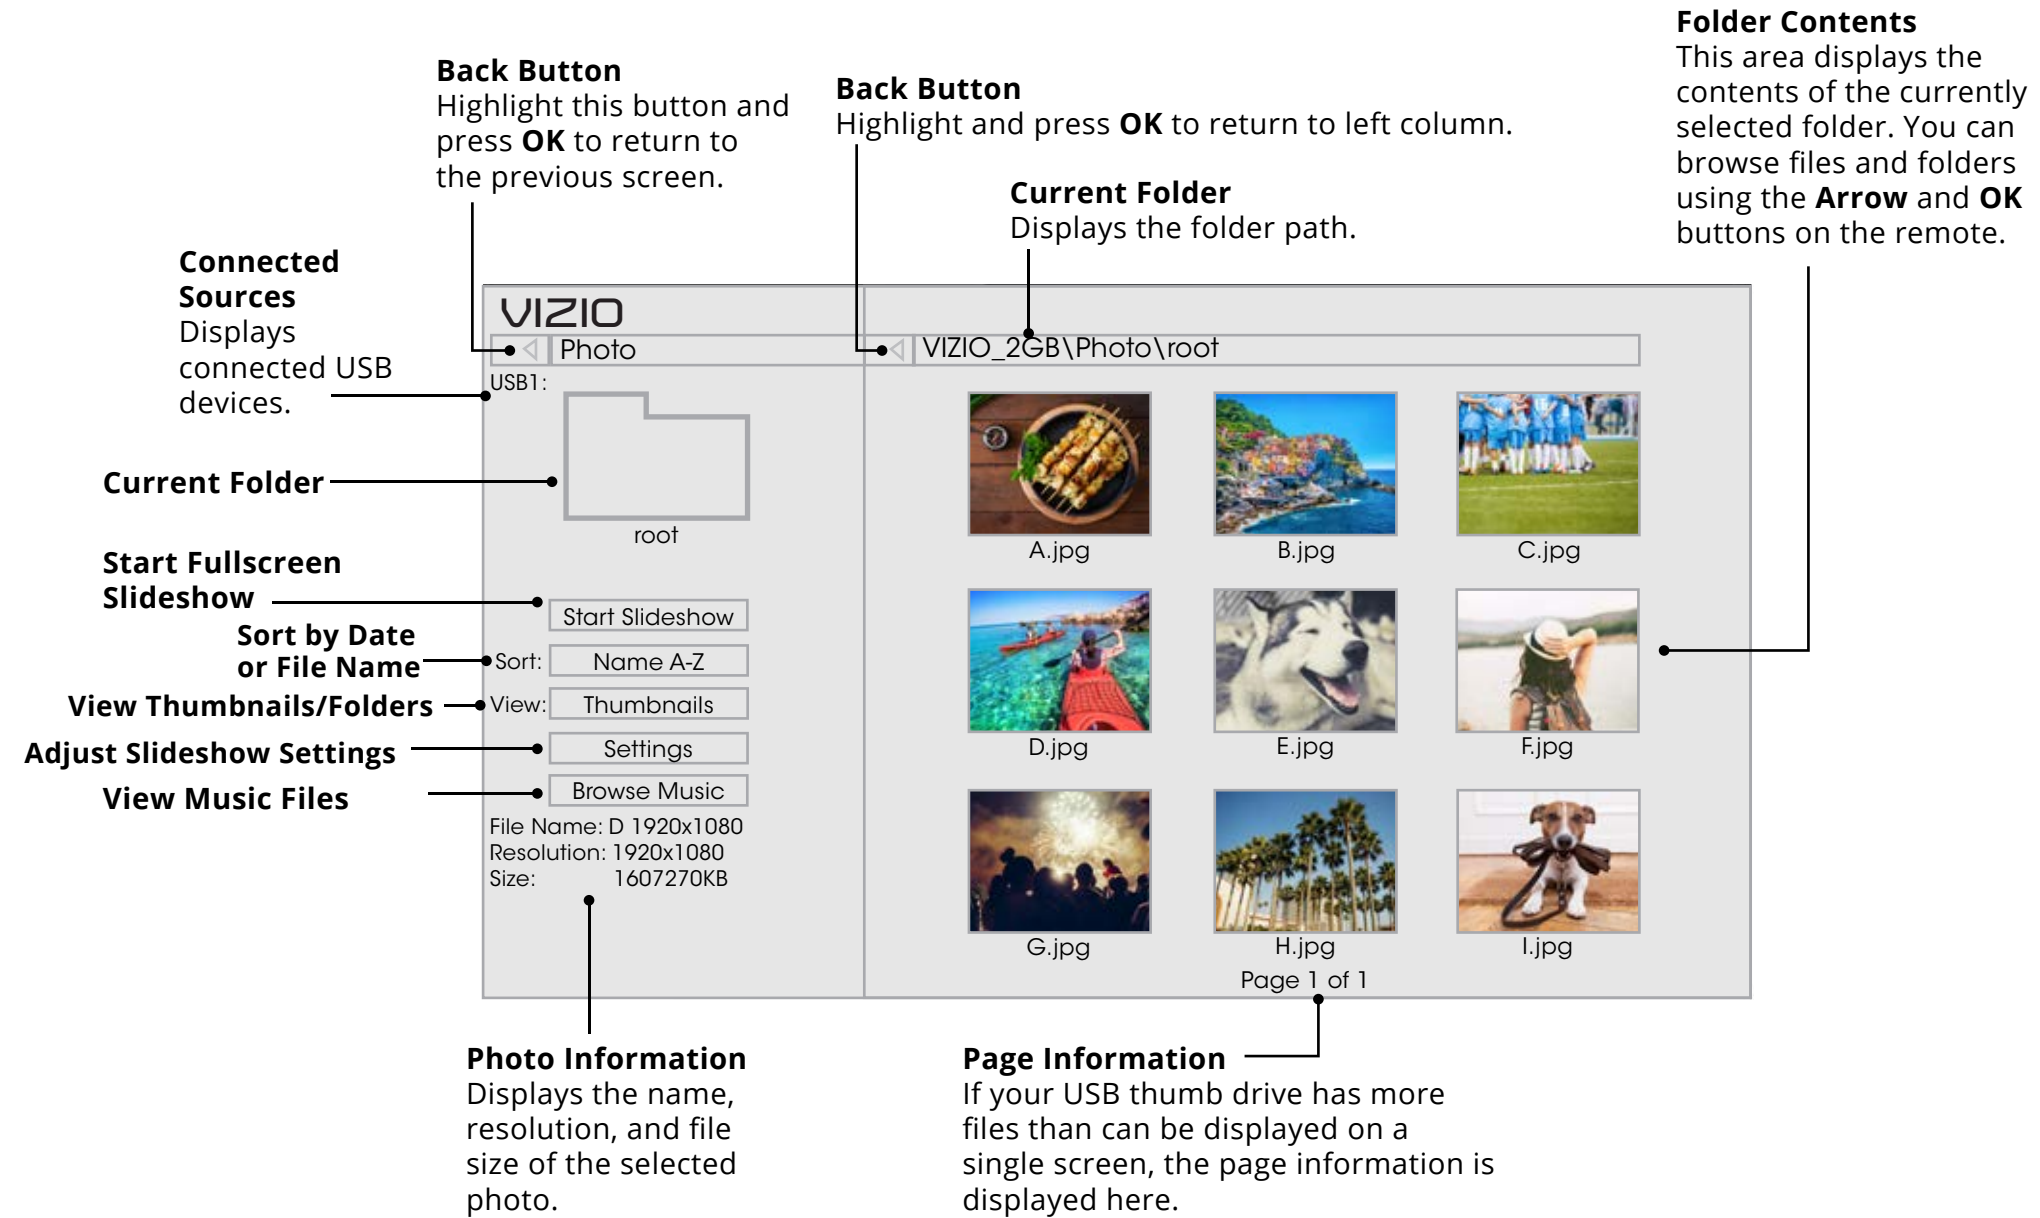 Folder Contents
This area displays the
contents of the currently
selected folder. You can
browse files and folders
using the Arrow and OK
buttons on the remote.
Back Button
Highlight this button and
press OK to return to
the previous screen.
Back Button
Highlight and press OK to return to left column.
Current Folder
Displays the folder path.
Connected
Sources
Displays
connected USB
devices.
Current Folder
Start Fullscreen
Slideshow
Sort by Date
or File Name
View Thumbnails/Folders
Adjust Slideshow Settings
View Music Files
VIZIO
Photo
USB1:
root
Start Slideshow
Sort: Name A-Z
View: Thumbnails
Settings
Browse Music
File Name: D 1920x1080
Resolution: 1920x1080
Size: 1607270KB
VIZIO_2GB\Photo\root
A.jpg
B.jpg
C.jpg
D.jpg
E.jpg
F.jpg
G.jpg
H.jpg
I.jpg
Page 1 of 1
Photo Information
Displays the name,
resolution, and file
size of the selected
photo.
Page Information
If your USB thumb drive has more
files than can be displayed on a
single screen, the page information is
displayed here.